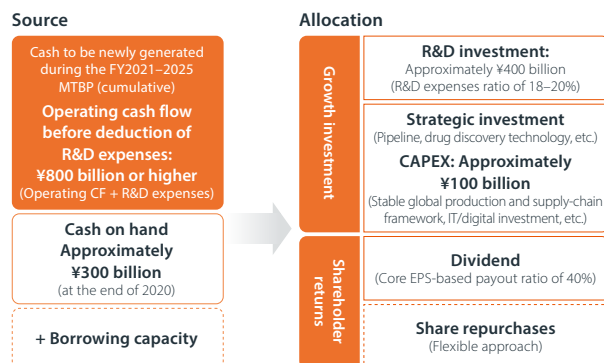 Source
Cash to be newly generated
during the FY2021–2025
MTBP (cumulative)
Operating cash flow
before deduction of
R&D expenses:
¥800 billion or higher
(Operating CF + R&D expenses)
Cash on hand
Approximately
¥300 billion
(at the end of 2020)
+ Borrowing capacity
Allocation
Growth investment
R&D investment:
Approximately ¥400 billion
(R&D expenses ratio of 18–20%)
Strategic investment
(Pipeline, drug discovery technology, etc.)
CAPEX: Approximately
¥100 billion
(Stable global production and supply-chain
framework, IT/digital investment, etc.)
Shareholder
returns
Dividend
(Core EPS-based payout ratio of 40%)
Share repurchases
(Flexible approach)